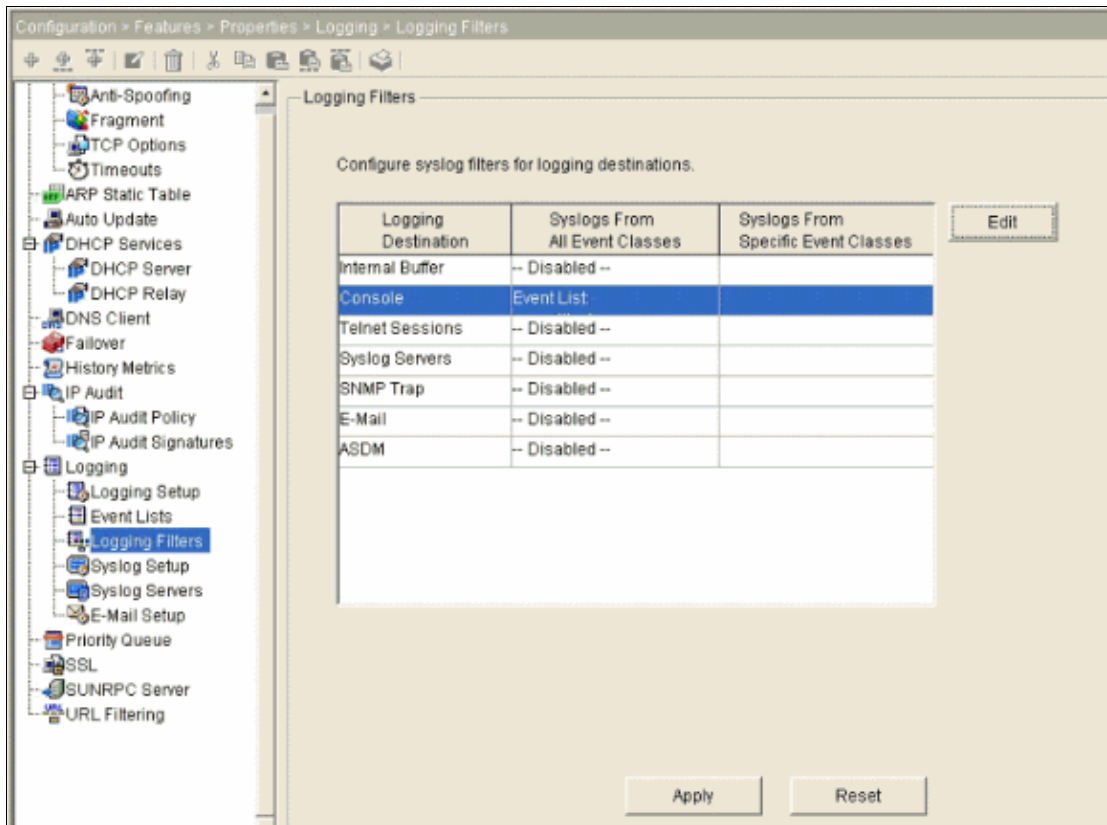 Configuration > Features > Properties > Logging > Logging Filters
Anti-Spoofing
Fragment
TCP Options
Timeouts
ARP Static Table
Auto Update
DHCP Services
DHCP Server
DHCP Relay
DNS Client
Failover
History Metrics
IP Audit
IP Audit Policy
IP Audit Signatures
Logging
Logging Setup
Event Lists
Logging Filters
Syslog Setup
Syslog Servers
E-Mail Setup
Priority Queue
SSL
SUNRPC Server
URL Filtering
Logging Filters
Configure syslog filters for logging destinations.
Logging Destination Syslogs From All Event Classes Syslogs From Specific Event Classes
Internal Buffer -- Disabled --
Console Event List:
Telnet Sessions -- Disabled --
Syslog Servers -- Disabled --
SNMP Trap -- Disabled --
E-Mail -- Disabled --
ASDM -- Disabled --
Edit
Apply Reset